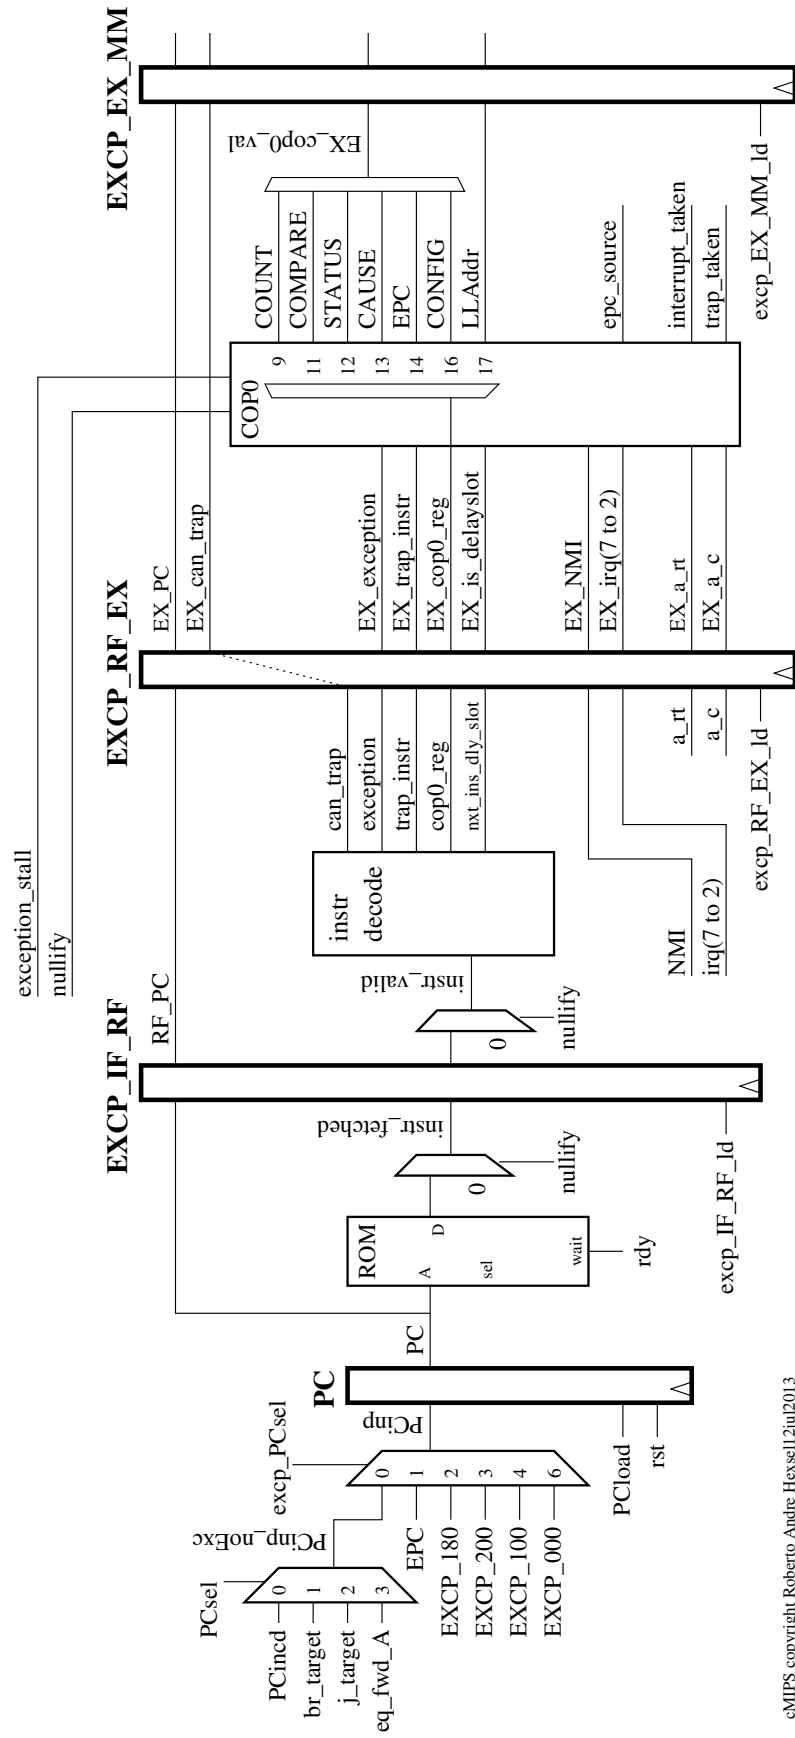 PCsel
PCincd
br_target
j_target
eq_fwd_A
0
1
2
3
PCinp_noExc
excp_PCsel
EPC
EXCP_180
EXCP_200
EXCP_100
EXCP_000
0
1
2
3
4
6
PCinp
PC
PCload
rst
PC
ROM
A
D
sel
wait
rdy
0
nullify
instr_fetched
EXCP_IF_RF
excp_IF_RF_ld
RF_PC
0
nullify
instr_valid
exception_stall
nullify
instr
decode
can_trap
exception
trap_instr
cop0_reg
nxt_ins_dly_slot
NMI
irq(7 to 2)
a_rt
a_c
EXCP_RF_EX
excp_RF_EX_ld
EX_PC
EX_can_trap
EX_exception
EX_trap_instr
EX_cop0_reg
EX_is_delayslot
EX_NMI
EX_irq(7 to 2)
EX_a_rt
EX_a_c
COP0
9
11
12
13
14
16
17
COUNT
COMPARE
STATUS
CAUSE
EPC
CONFIG
LLAddr
epc_source
interrupt_taken
trap_taken
EX_cop0_val
EXCP_EX_MM
excp_EX_MM_ld
cMIPS copyright Roberto Andre Hexsel12jul2013